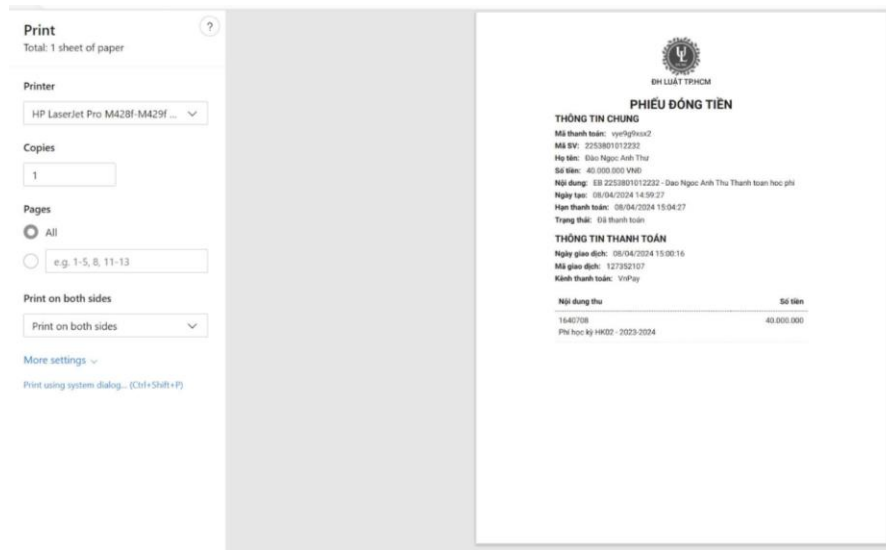 Print
Total: 1 sheet of paper
?
Printer
HP LaserJet Pro M428f-M429f ...
Copies
1
Pages
All
e.g. 1-5, 8, 11-13
Print on both sides
Print on both sides
More settings
Print using system dialog... (Ctrl+Shift+P)
ĐH LUẬT TP.HCM
PHIẾU ĐÓNG TIỀN
THÔNG TIN CHUNG
Mã thanh toán: vye9g9xsx2
Mã SV: 2253801012232
Họ tên: Đào Ngọc Anh Thư
Số tiền: 40.000.000 VNĐ
Nội dung: EB 2253801012232 - Dao Ngoc Anh Thu Thanh toan hoc phi
Ngày tạo: 08/04/2024 14:59:27
Hạn thanh toán: 08/04/2024 15:04:27
Trạng thái: Đã thanh toán
THÔNG TIN THANH TOÁN
Ngày giao dịch: 08/04/2024 15:00:16
Mã giao dịch: 127352107
Kênh thanh toán: VnPay
Nội dung thu Số tiền
1640708 40.000.000
Phí học kỳ HK02 - 2023-2024